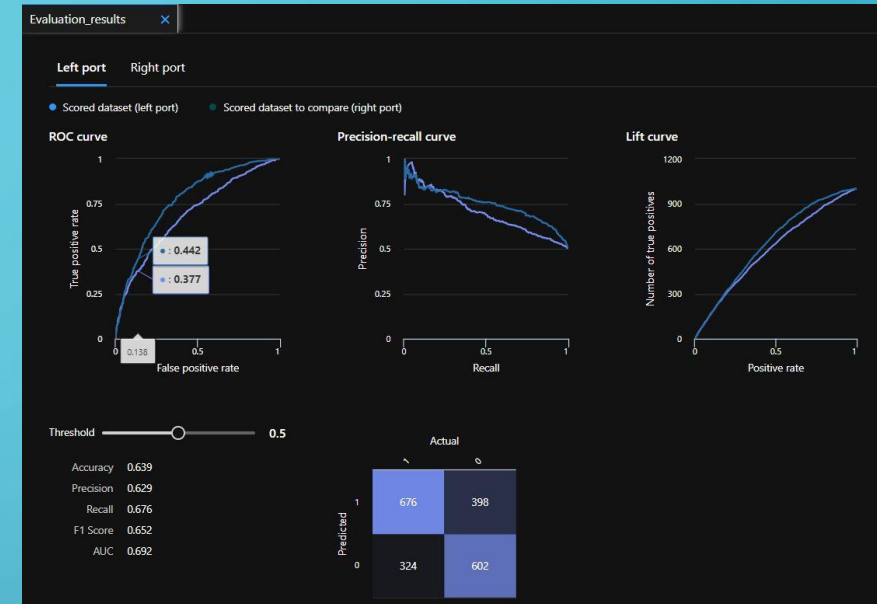 Evaluation_results ×
Left port Right port
Scored dataset (left port) Scored dataset to compare (right port)
ROC curve
1
0.75
0.5
0.25
0
True positive rate
: 0.442
: 0.377
0.138
0 0.5 1
False positive rate
Precision-recall curve
1
0.75
0.5
0.25
0
Precision
0 0.5 1
Recall
Lift curve
1200
900
600
300
0
Number of true positives
0 0.5 1
Positive rate
Threshold 0.5
Accuracy 0.639
Precision 0.629
Recall 0.676
F1 Score 0.652
AUC 0.692
Actual
1 0
Predicted
1 676 398
0 324 602